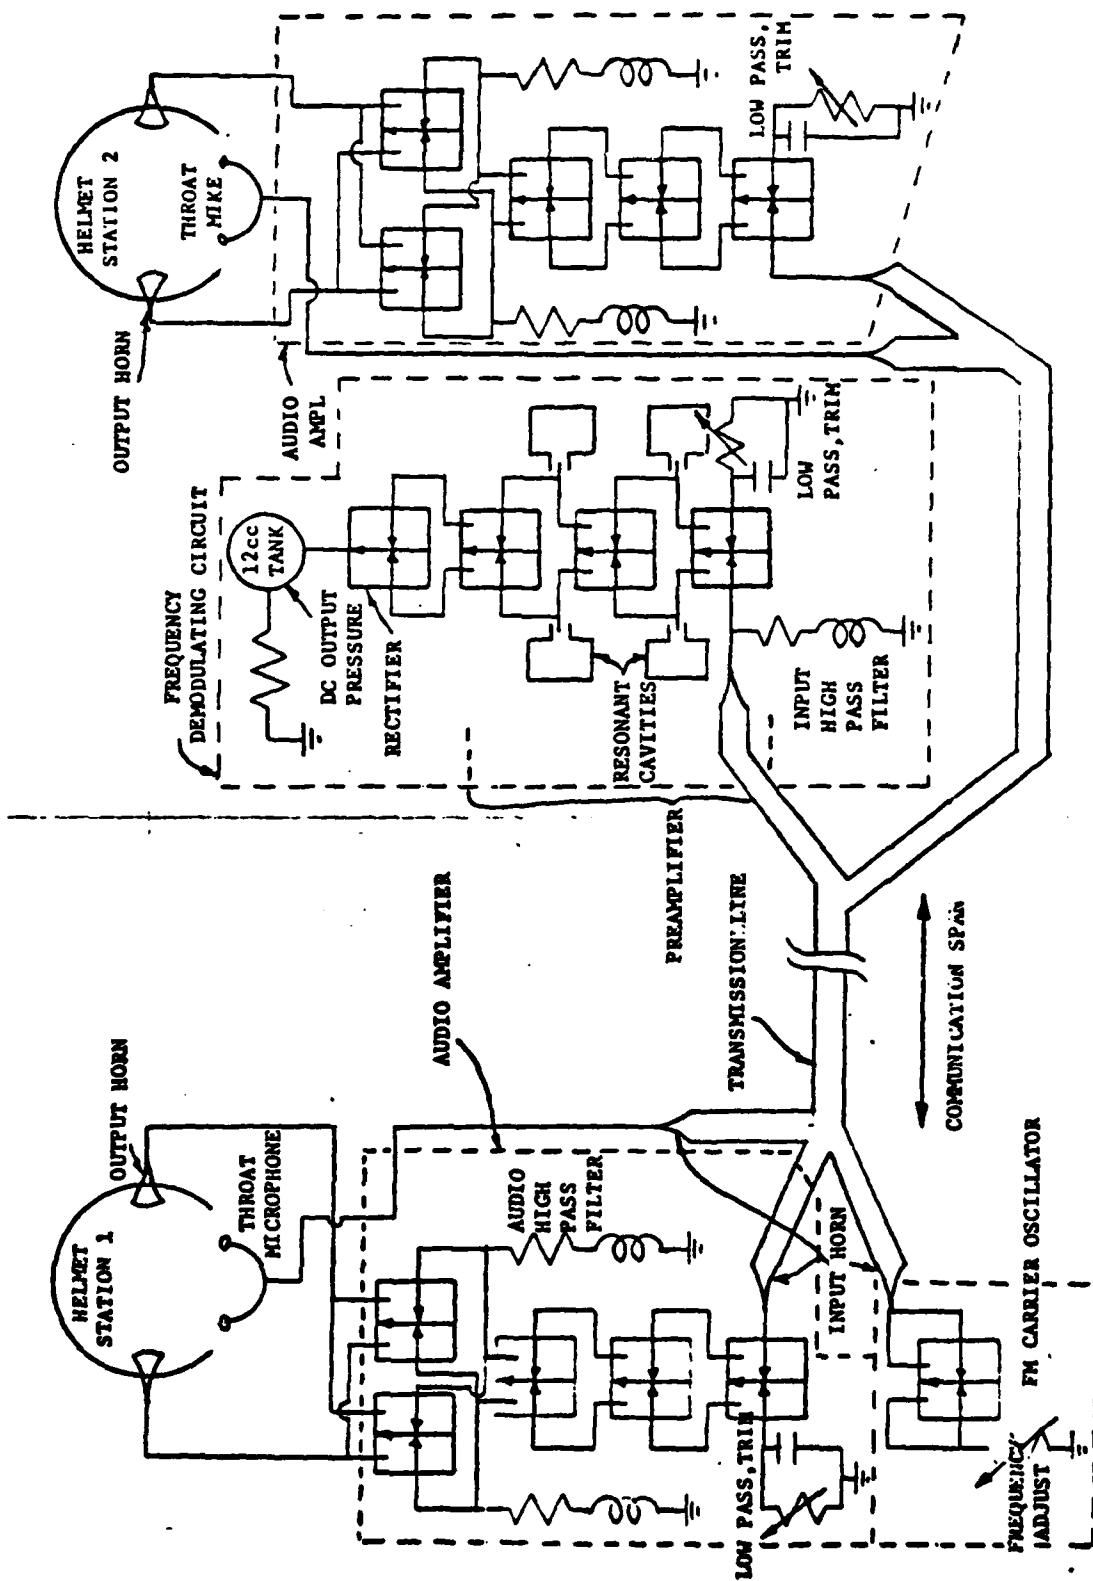 HELMET
STATION 1
OUTPUT HORN
THROAT
MICROPHONE
AUDIO AMPLIFIER
AUDIO
HIGH
PASS
FILTER
LOW PASS,TRIM
INPUT HORN
FREQUENCY
ADJUST
FM CARRIER OSCILLATOR
TRANSMISSION LINE
COMMUNICATION SPAN
PREAMPLIFIER
FREQUENCY
DEMODULATING CIRCUIT
12cc
TANK
DC OUTPUT
PRESSURE
RECTIFIER
RESONANT
CAVITIES
INPUT
HIGH
PASS
FILTER
LOW
PASS,TRIM
OUTPUT HORN
HELMET
STATION 2
THROAT
MIKE
AUDIO
AMPL
LOW PASS,
TRIM